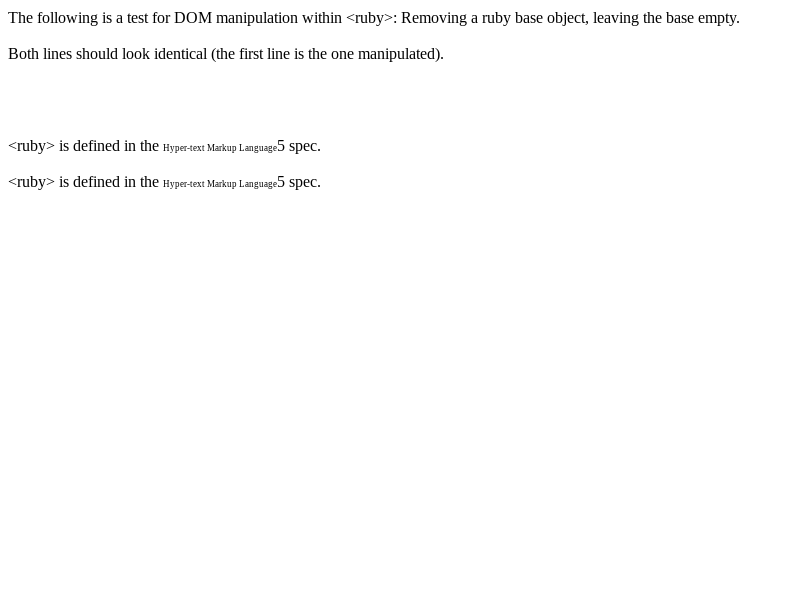 The following is a test for DOM manipulation within <ruby>: Removing a ruby base object, leaving the base empty.
Both lines should look identical (the first line is the one manipulated).
<ruby> is defined in the Hyper-text Markup Language5 spec.
<ruby> is defined in the Hyper-text Markup Language5 spec.